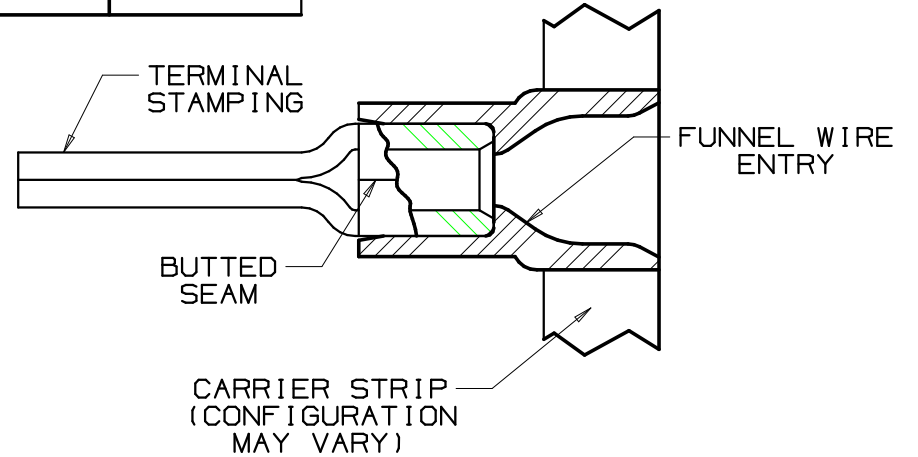 TERMINAL
STAMPING
FUNNEL WIRE
ENTRY
BUTTED
SEAM
CARRIER STRIP
(CONFIGURATION
MAY VARY)